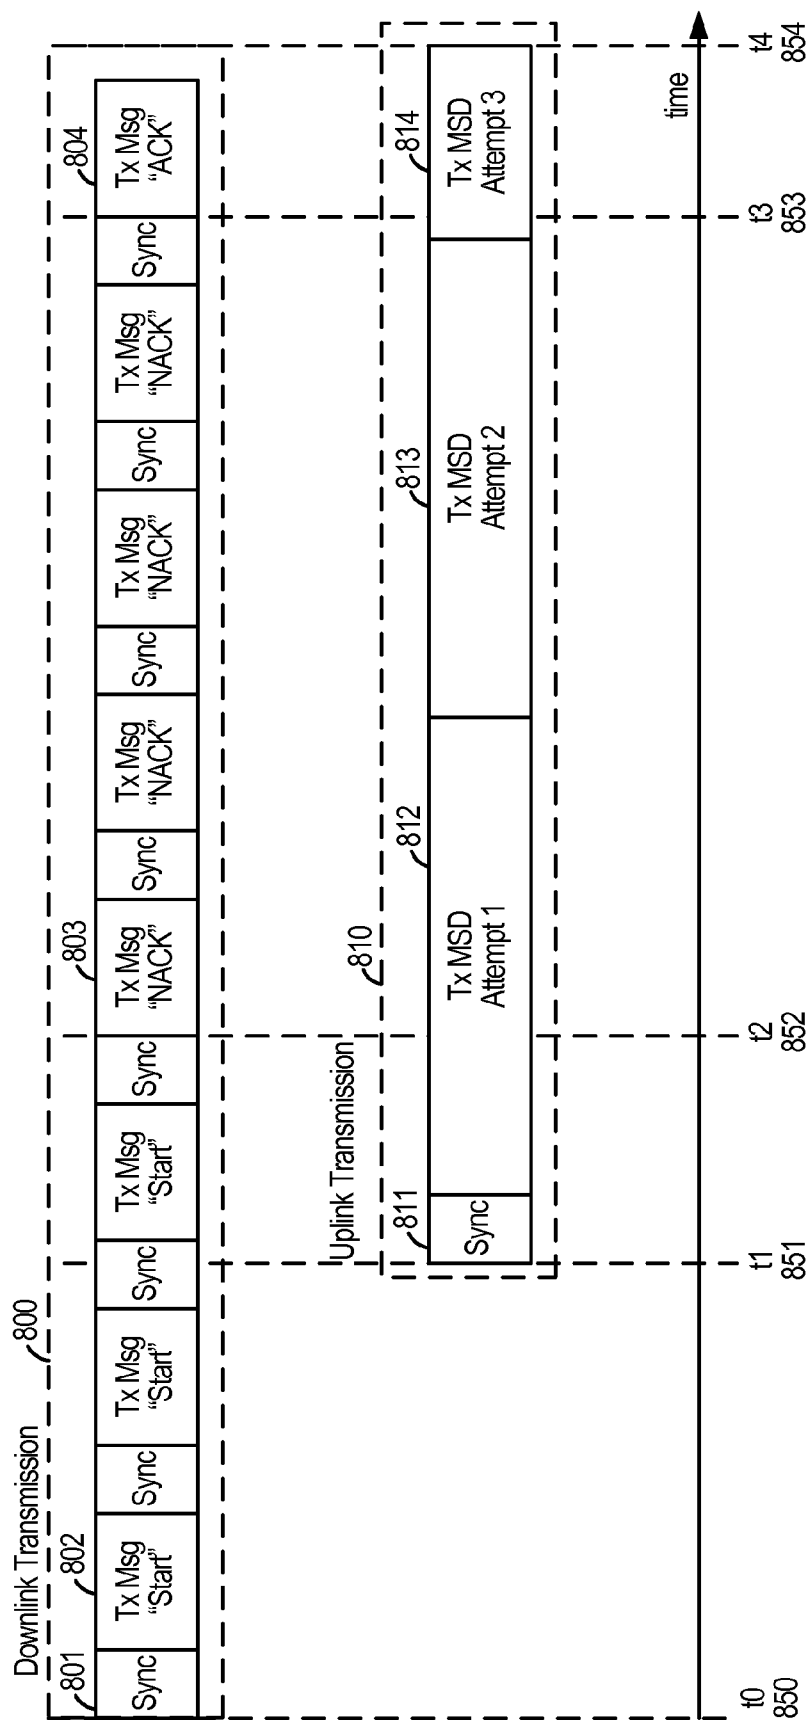 Downlink Transmission
800
801
802
803
804
Sync
Tx Msg
“Start”
Sync
Tx Msg
“Start”
Sync
Tx Msg
“Start”
Sync
Tx Msg
“NACK”
Sync
Tx Msg
“NACK”
Sync
Tx Msg
“NACK”
Sync
Tx Msg
“NACK”
Sync
Tx Msg
“ACK”
Uplink Transmission
810
811
812
813
814
Sync
Tx MSD
Attempt 1
Tx MSD
Attempt 2
Tx MSD
Attempt 3
time
t0
850
t1
851
t2
852
t3
853
t4
854